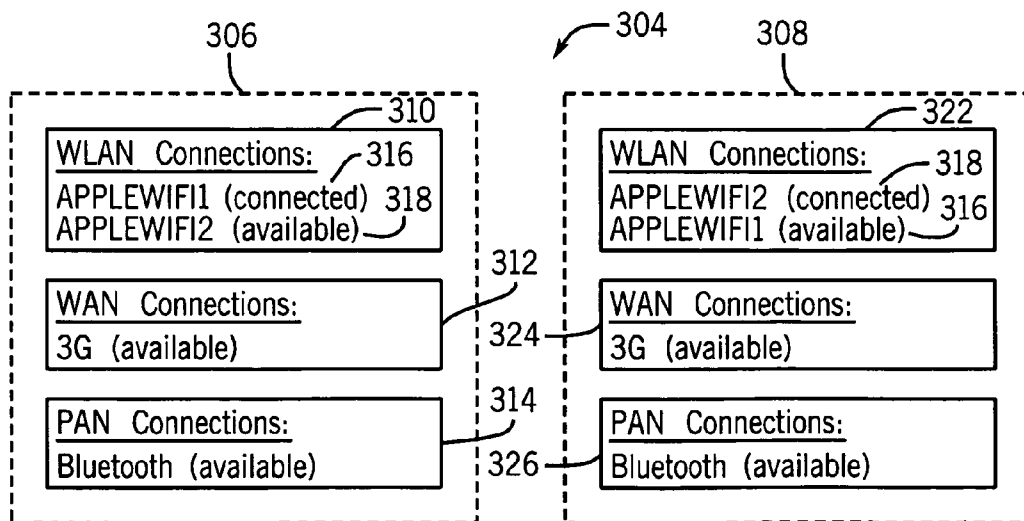 304
306
308
310
WLAN Connections:
316
APPLEWIFI1 (connected)
318
APPLEWIFI2 (available)
312
WAN Connections:
3G (available)
314
PAN Connections:
Bluetooth (available)
322
WLAN Connections:
318
APPLEWIFI2 (connected)
316
APPLEWIFI1 (available)
324
WAN Connections:
3G (available)
326
PAN Connections:
Bluetooth (available)